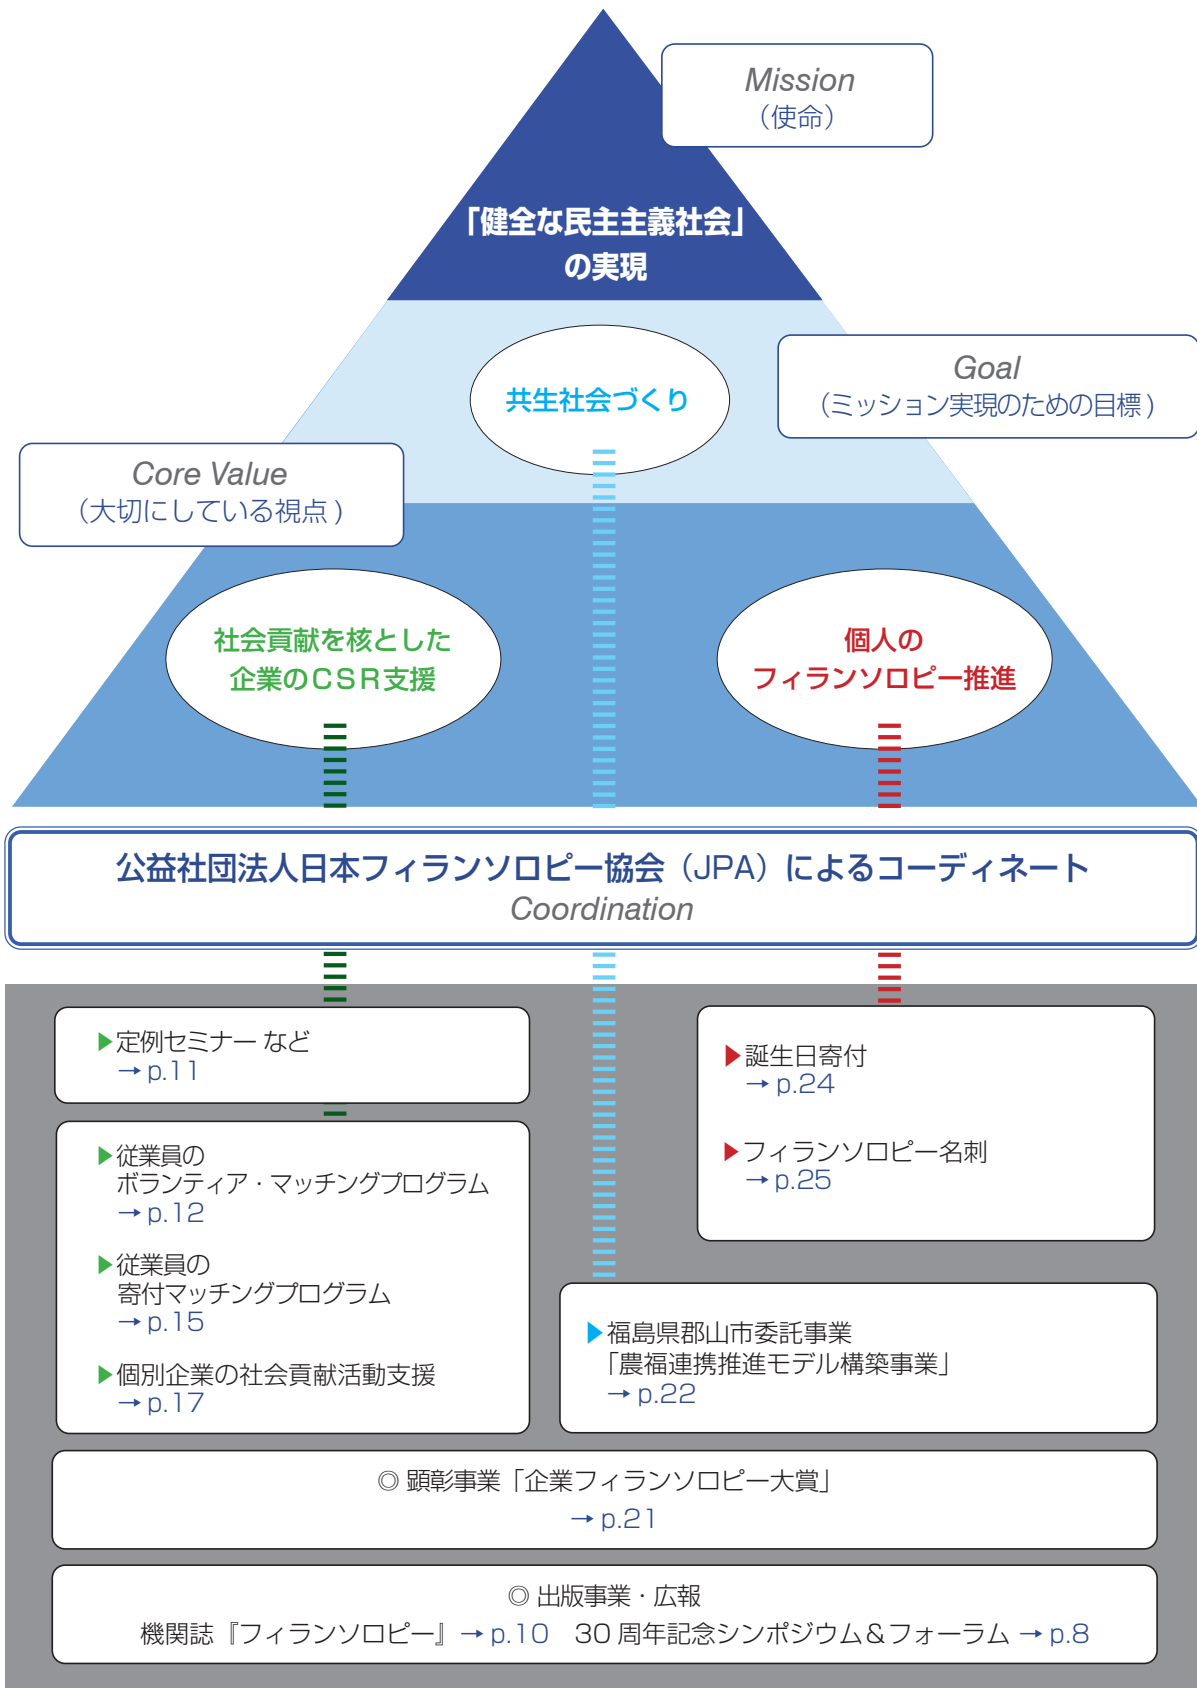 Mission
（使命）
「健全な民主主義社会」
の実現
共生社会づくり
Goal
（ミッション実現のための目標 )
Core Value
（大切にしている視点 )
社会貢献を核とした
企業のCSR支援
個人の
フィランソロピー推進
公益社団法人日本フィランソロピー協会（JPA）によるコーディネート
Coordination
▶定例セミナー など
→ p.11
▶従業員の
ボランティア・マッチングプログラム
→ p.12
▶従業員の
寄付マッチングプログラム
→ p.15
▶個別企業の社会貢献活動支援
→ p.17
▶誕生日寄付
→ p.24
▶フィランソロピー名刺
→ p.25
▶福島県郡山市委託事業
「農福連携推進モデル構築事業」
→ p.22
◎ 顕彰事業「企業フィランソロピー大賞」
→ p.21
◎ 出版事業・広報
機関誌『フィランソロピー』→ p.10　30 周年記念シンポジウム＆フォーラム → p.8